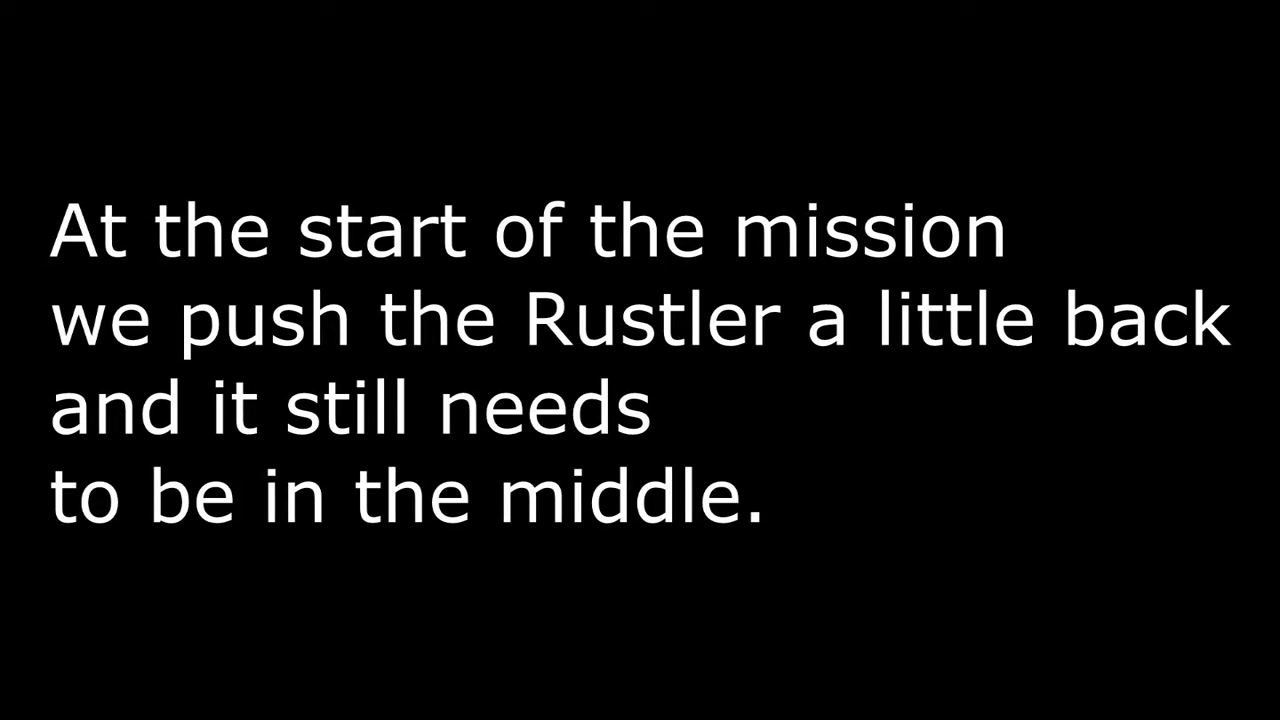 At the start of the mission
we push the Rustler a little back
and it still needs
to be in the middle.